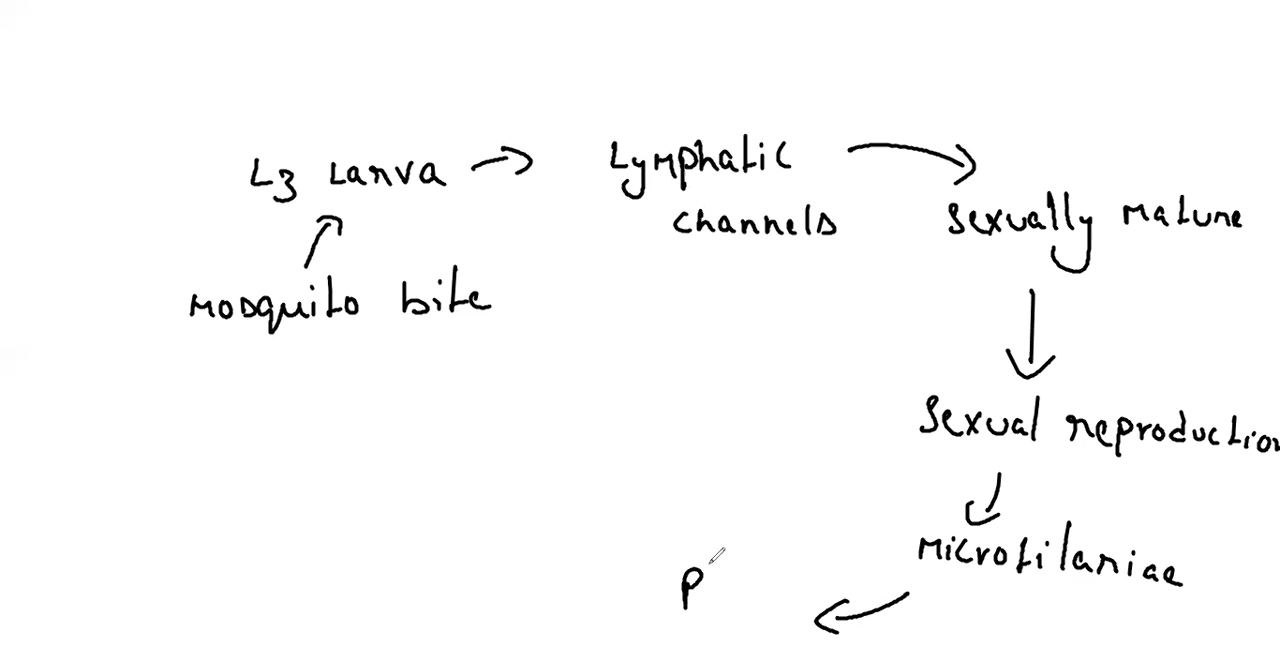 L3 Larva
Lymphatic
channels
sexually mature
Mosquito bite
sexual reproduction
Microfilariae
P